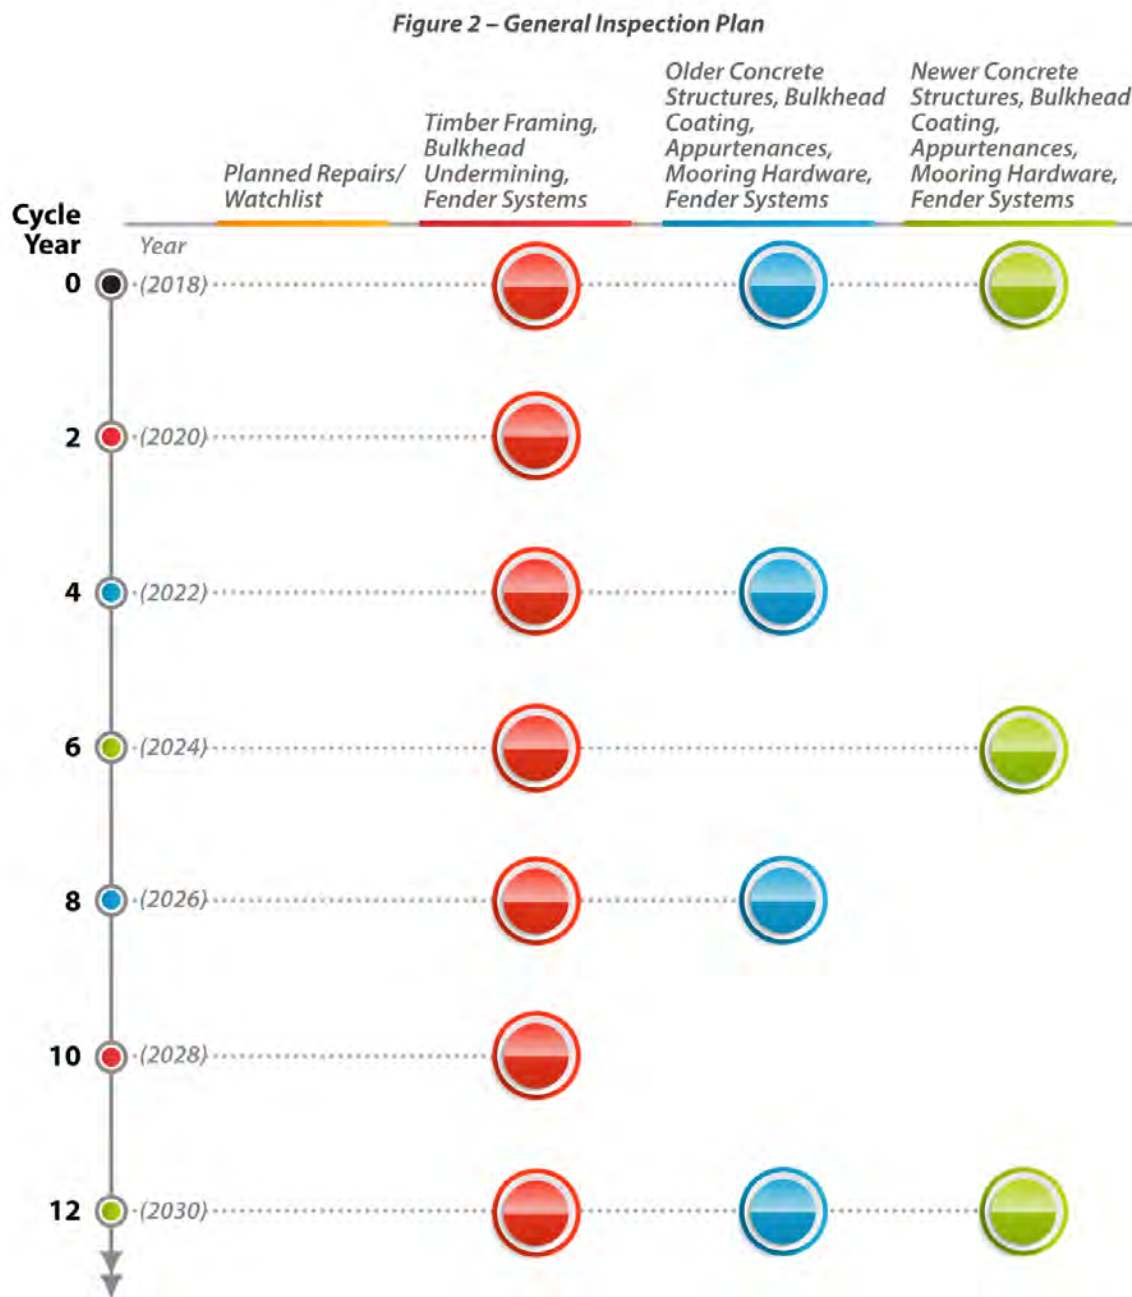 Figure 2 – General Inspection Plan
Planned Repairs/
Watchlist
Timber Framing,
Bulkhead
Undermining,
Fender Systems
Older Concrete
Structures, Bulkhead
Coating,
Appurtenances,
Mooring Hardware,
Fender Systems
Newer Concrete
Structures, Bulkhead
Coating,
Appurtenances,
Mooring Hardware,
Fender Systems
Cycle
Year
Year
0 (2018)
2 (2020)
4 (2022)
6 (2024)
8 (2026)
10 (2028)
12 (2030)